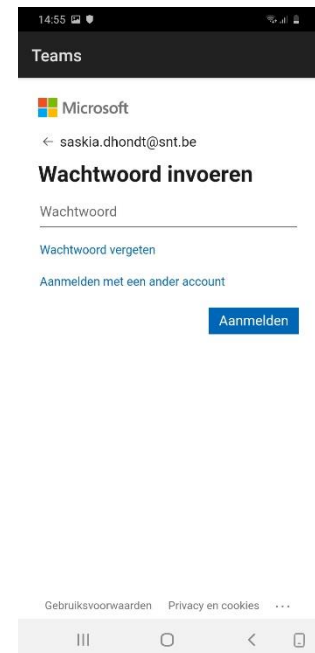 14:55
Teams
Microsoft
← saskia.dhondt@snt.be
Wachtwoord invoeren
Wachtwoord
Wachtwoord vergeten
Aanmelden met een ander account
Aanmelden
Gebruiksvoorwaarden Privacy en cookies ...